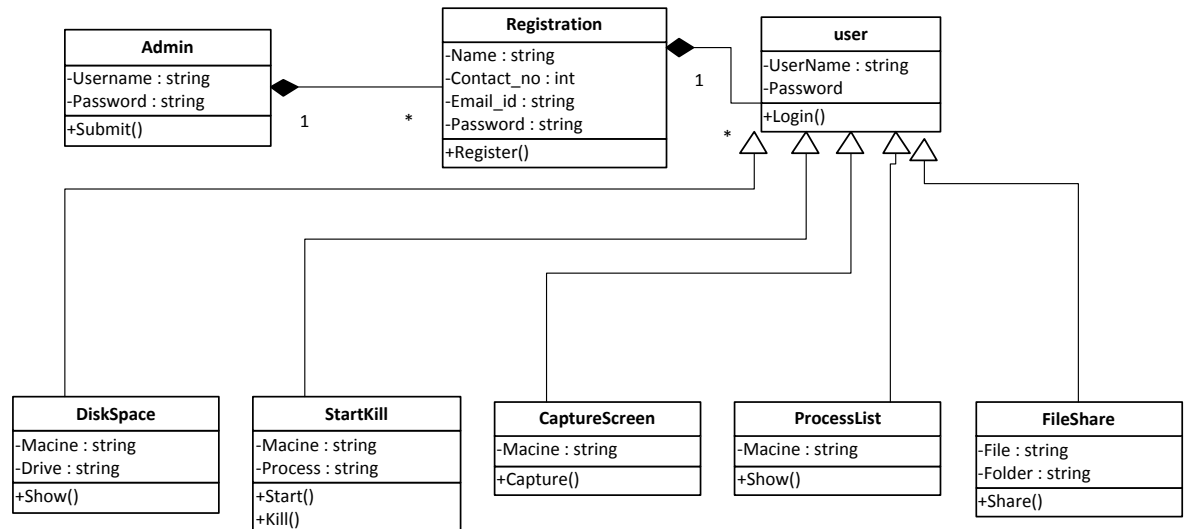 Admin
-Username : string
-Password : string
+Submit()
1
*
Registration
-Name : string
-Contact_no : int
-Email_id : string
-Password : string
+Register()
1
*
user
-UserName : string
-Password
+Login()
DiskSpace
-Macine : string
-Drive : string
+Show()
StartKill
-Macine : string
-Process : string
+Start()
+Kill()
CaptureScreen
-Macine : string
+Capture()
ProcessList
-Macine : string
+Show()
FileShare
-File : string
-Folder : string
+Share()